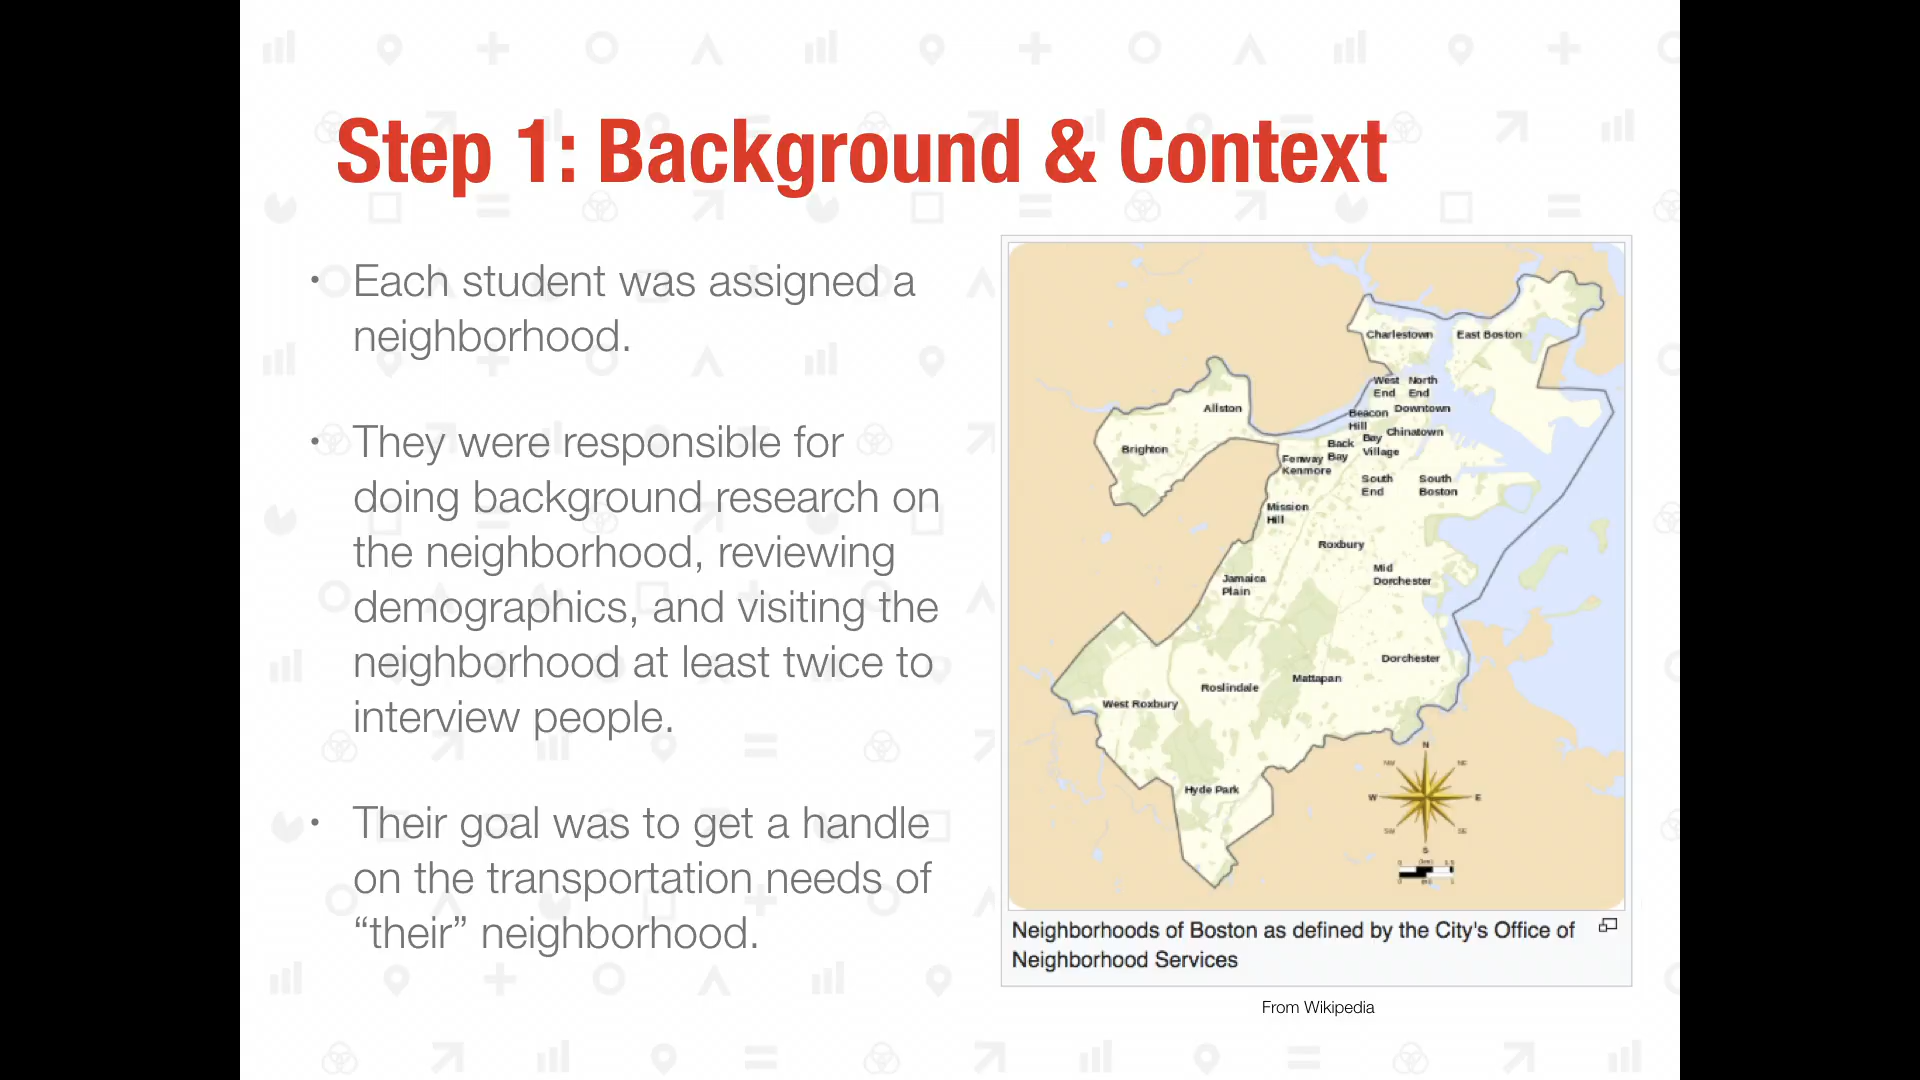 Step 1: Background & Context
• Each student was assigned a
neighborhood.
• They were responsible for
doing background research on
the neighborhood, reviewing
demographics, and visiting the
neighborhood at least twice to
interview people.
• Their goal was to get a handle
on the transportation needs of
“their” neighborhood.
Charlestown
East Boston
West
End
North
End
Allston
Beacon
Hill
Downtown
Brighton
Back
Bay
Bay
Village
Chinatown
Fenway
Kenmore
South
End
South
Boston
Mission
Hill
Roxbury
Jamaica
Plain
Mid
Dorchester
Dorchester
Mattapan
Roslindale
West Roxbury
Hyde Park
N
NW
NE
W
E
SW
SE
S
Neighborhoods of Boston as defined by the City's Office of
Neighborhood Services
From Wikipedia